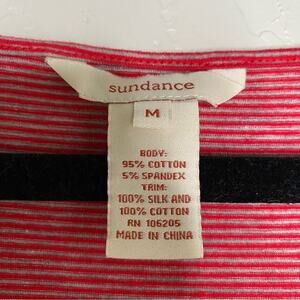 sundance
M
BODY:
95% COTTON
5% SPANDEX
TRIM:
100% SILK AND
100% COTTON
RN 106205
MADE IN CHINA